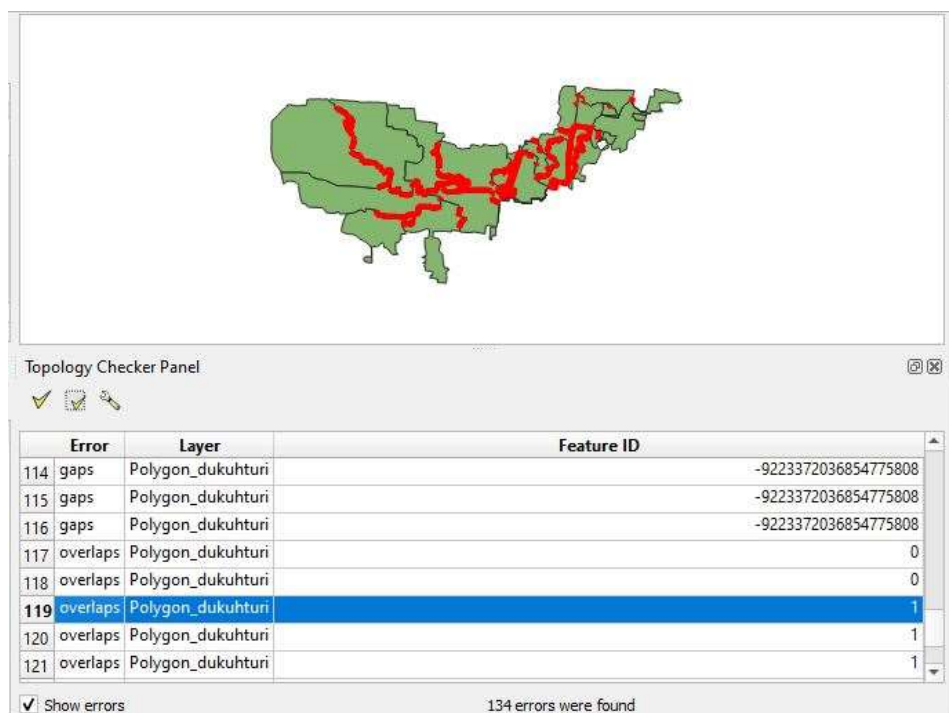 Topology Checker Panel
Error Layer Feature ID
114 gaps Polygon_dukuhturi -9223372036854775808
115 gaps Polygon_dukuhturi -9223372036854775808
116 gaps Polygon_dukuhturi -9223372036854775808
117 overlaps Polygon_dukuhturi 0
118 overlaps Polygon_dukuhturi 0
119 overlaps Polygon_dukuhturi 1
120 overlaps Polygon_dukuhturi 1
121 overlaps Polygon_dukuhturi 1
Show errors 134 errors were found